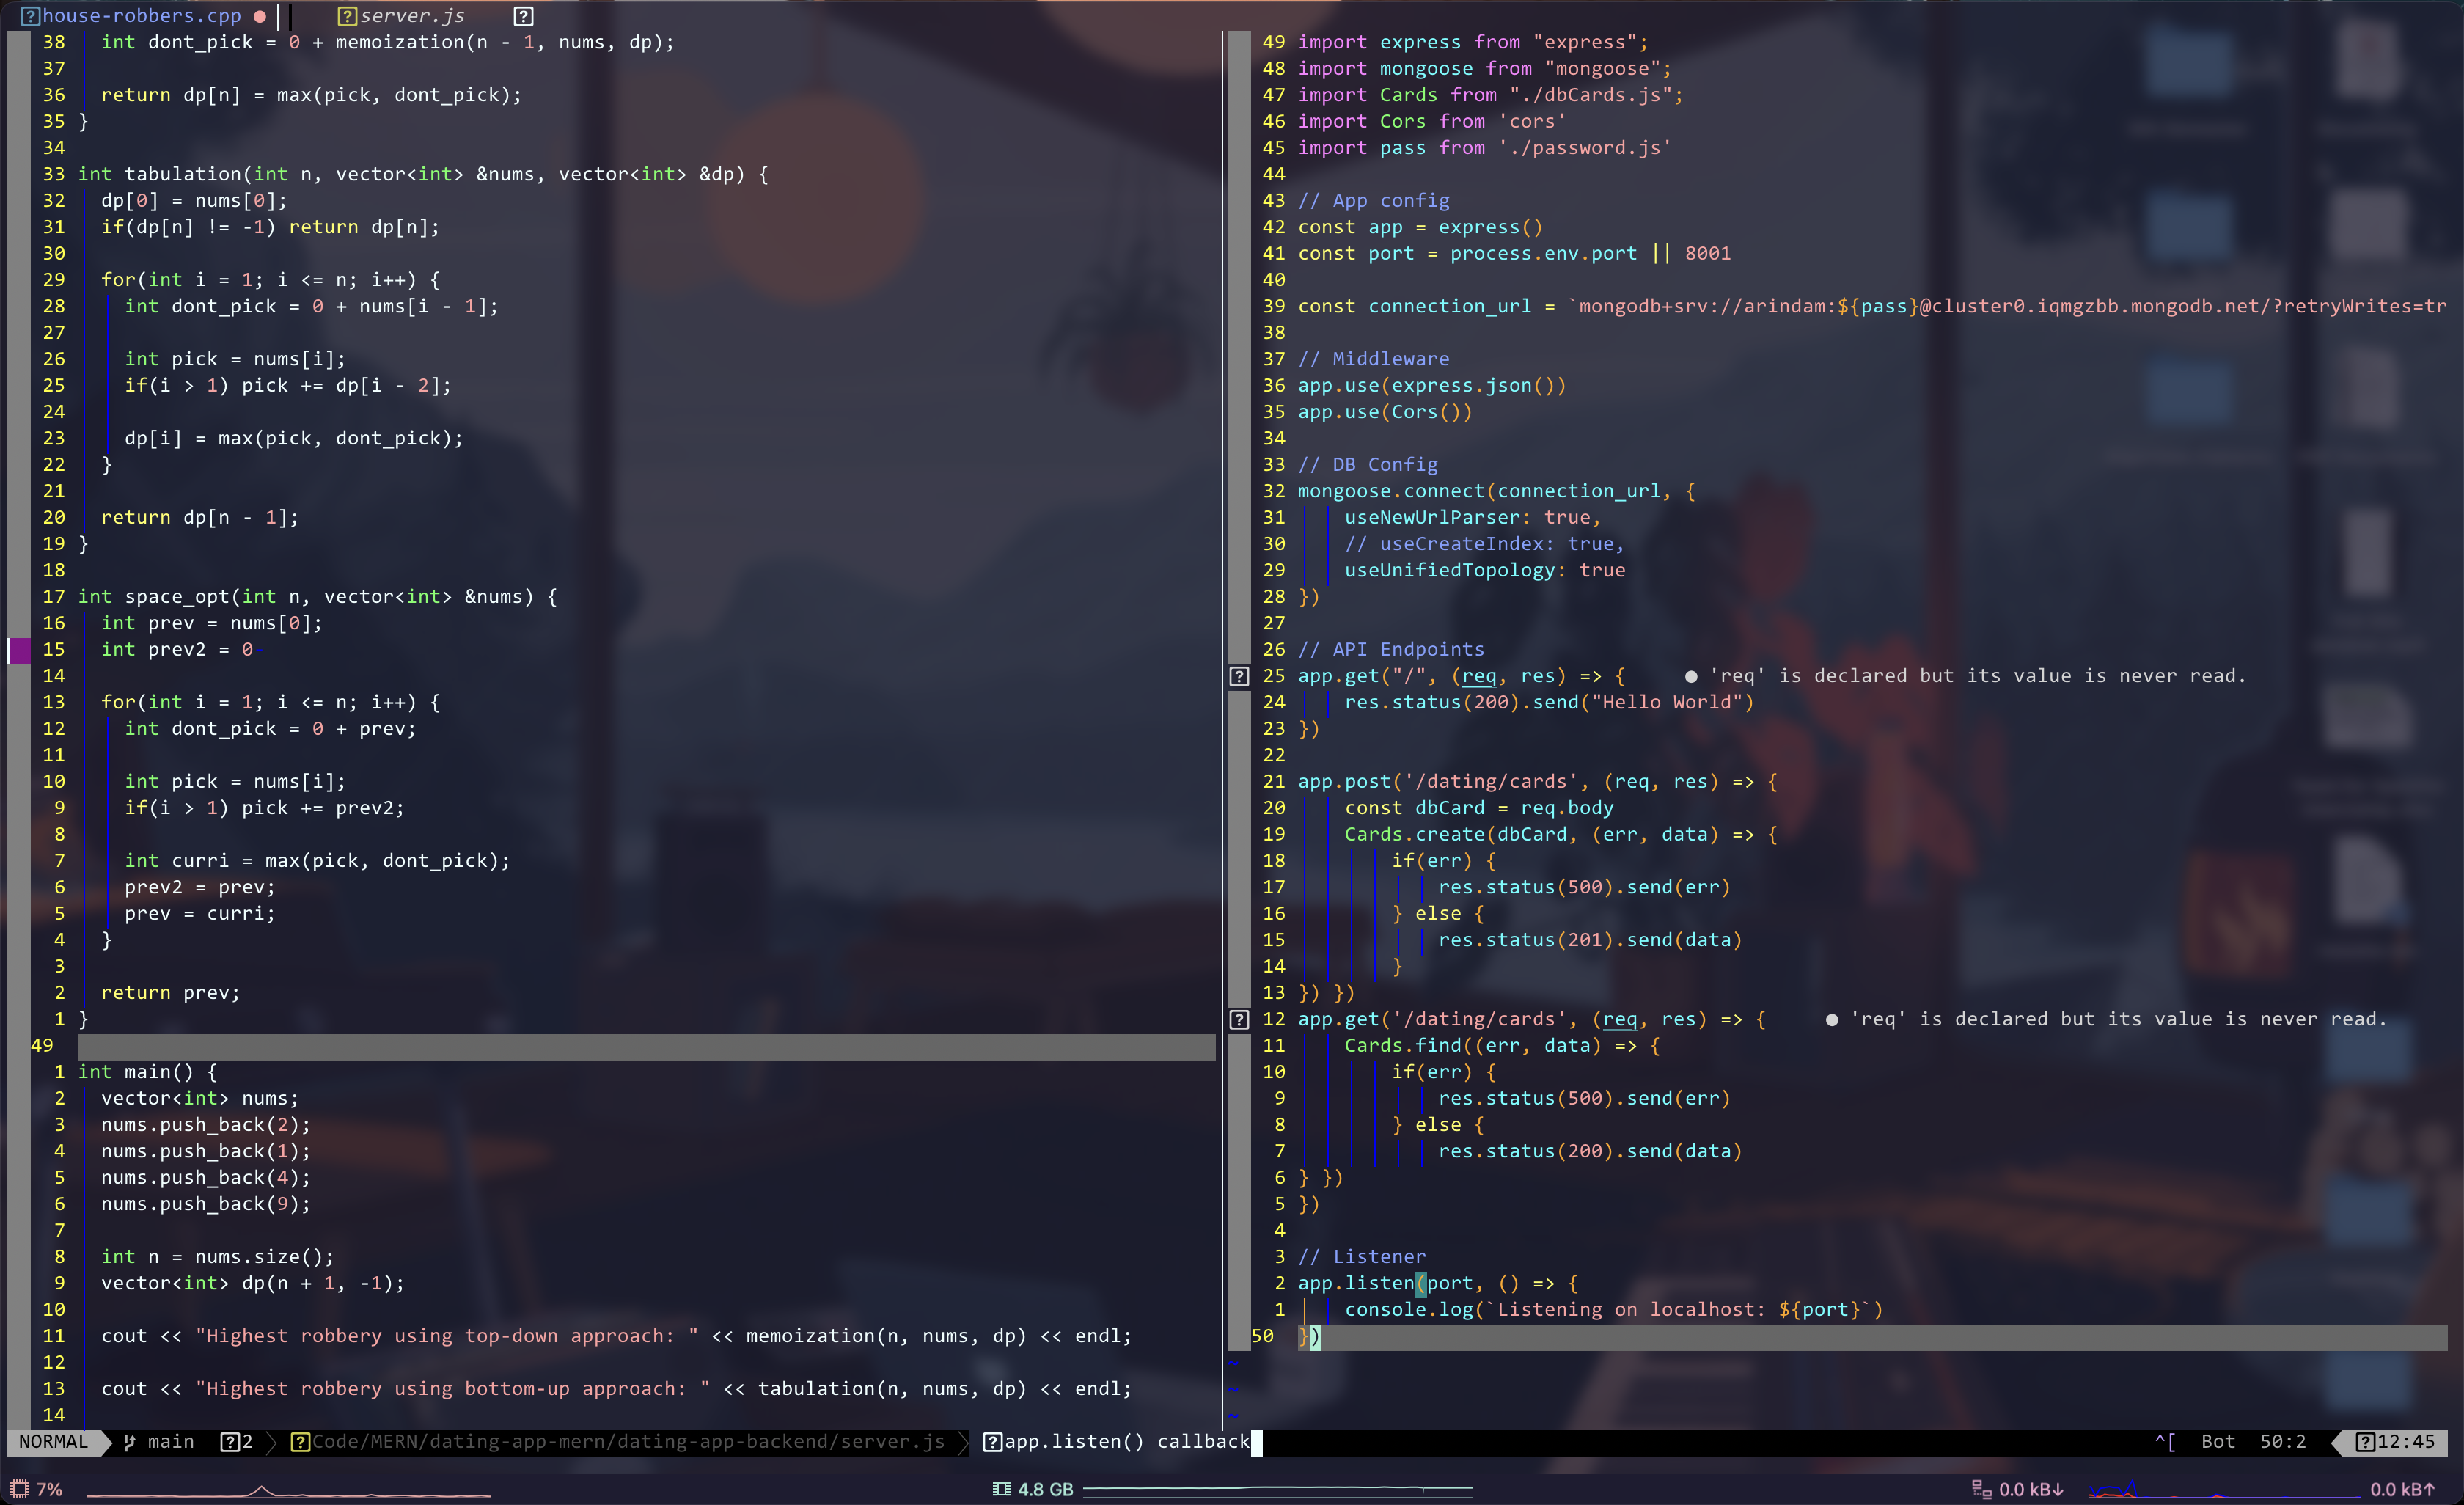 house-robbers.cpp ● server.js
38 int dont_pick = 0 + memoization(n - 1, nums, dp);
37
36 return dp[n] = max(pick, dont_pick);
35 }
34
33 int tabulation(int n, vector<int> &nums, vector<int> &dp) {
32 dp[0] = nums[0];
31 if(dp[n] != -1) return dp[n];
30
29 for(int i = 1; i <= n; i++) {
28 int dont_pick = 0 + nums[i - 1];
27
26 int pick = nums[i];
25 if(i > 1) pick += dp[i - 2];
24
23 dp[i] = max(pick, dont_pick);
22 }
21
20 return dp[n - 1];
19 }
18
17 int space_opt(int n, vector<int> &nums) {
16 int prev = nums[0];
15 int prev2 = 0-
14
13 for(int i = 1; i <= n; i++) {
12 int dont_pick = 0 + prev;
11
10 int pick = nums[i];
9 if(i > 1) pick += prev2;
8
7 int curri = max(pick, dont_pick);
6 prev2 = prev;
5 prev = curri;
4 }
3
2 return prev;
1 }
49
1 int main() {
2 vector<int> nums;
3 nums.push_back(2);
4 nums.push_back(1);
5 nums.push_back(4);
6 nums.push_back(9);
7
8 int n = nums.size();
9 vector<int> dp(n + 1, -1);
10
11 cout << "Highest robbery using top-down approach: " << memoization(n, nums, dp) << endl;
12
13 cout << "Highest robbery using bottom-up approach: " << tabulation(n, nums, dp) << endl;
14
49 import express from "express";
48 import mongoose from "mongoose";
47 import Cards from "./dbCards.js";
46 import Cors from 'cors'
45 import pass from './password.js'
44
43 // App config
42 const app = express()
41 const port = process.env.port || 8001
40
39 const connection_url = `mongodb+srv://arindam:${pass}@cluster0.iqmgzbb.mongodb.net/?retryWrites=tr
38
37 // Middleware
36 app.use(express.json())
35 app.use(Cors())
34
33 // DB Config
32 mongoose.connect(connection_url, {
31 useNewUrlParser: true,
30 // useCreateIndex: true,
29 useUnifiedTopology: true
28 })
27
26 // API Endpoints
25 app.get("/", (req, res) => { ● 'req' is declared but its value is never read.
24 res.status(200).send("Hello World")
23 })
22
21 app.post('/dating/cards', (req, res) => {
20 const dbCard = req.body
19 Cards.create(dbCard, (err, data) => {
18 if(err) {
17 res.status(500).send(err)
16 } else {
15 res.status(201).send(data)
14 }
13 }) })
12 app.get('/dating/cards', (req, res) => { ● 'req' is declared but its value is never read.
11 Cards.find((err, data) => {
10 if(err) {
9 res.status(500).send(err)
8 } else {
7 res.status(200).send(data)
6 } })
5 })
4
3 // Listener
2 app.listen(port, () => {
1 console.log(`Listening on localhost: ${port}`)
50 })
~
~
~
NORMAL main 2 Code/MERN/dating-app-mern/dating-app-backend/server.js app.listen() callback ^[ Bot 50:2 12:45
7% 4.8 GB 0.0 kB↓ 0.0 kB↑